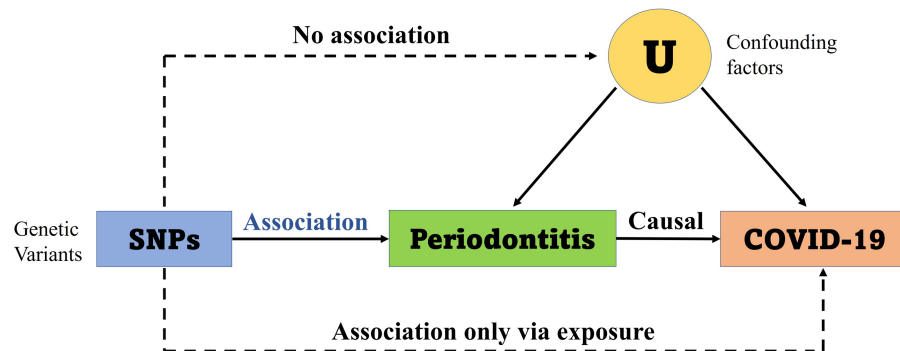 No association
U
Confounding
factors
Genetic
Variants
SNPs
Association
Periodontitis
Causal
COVID-19
Association only via exposure